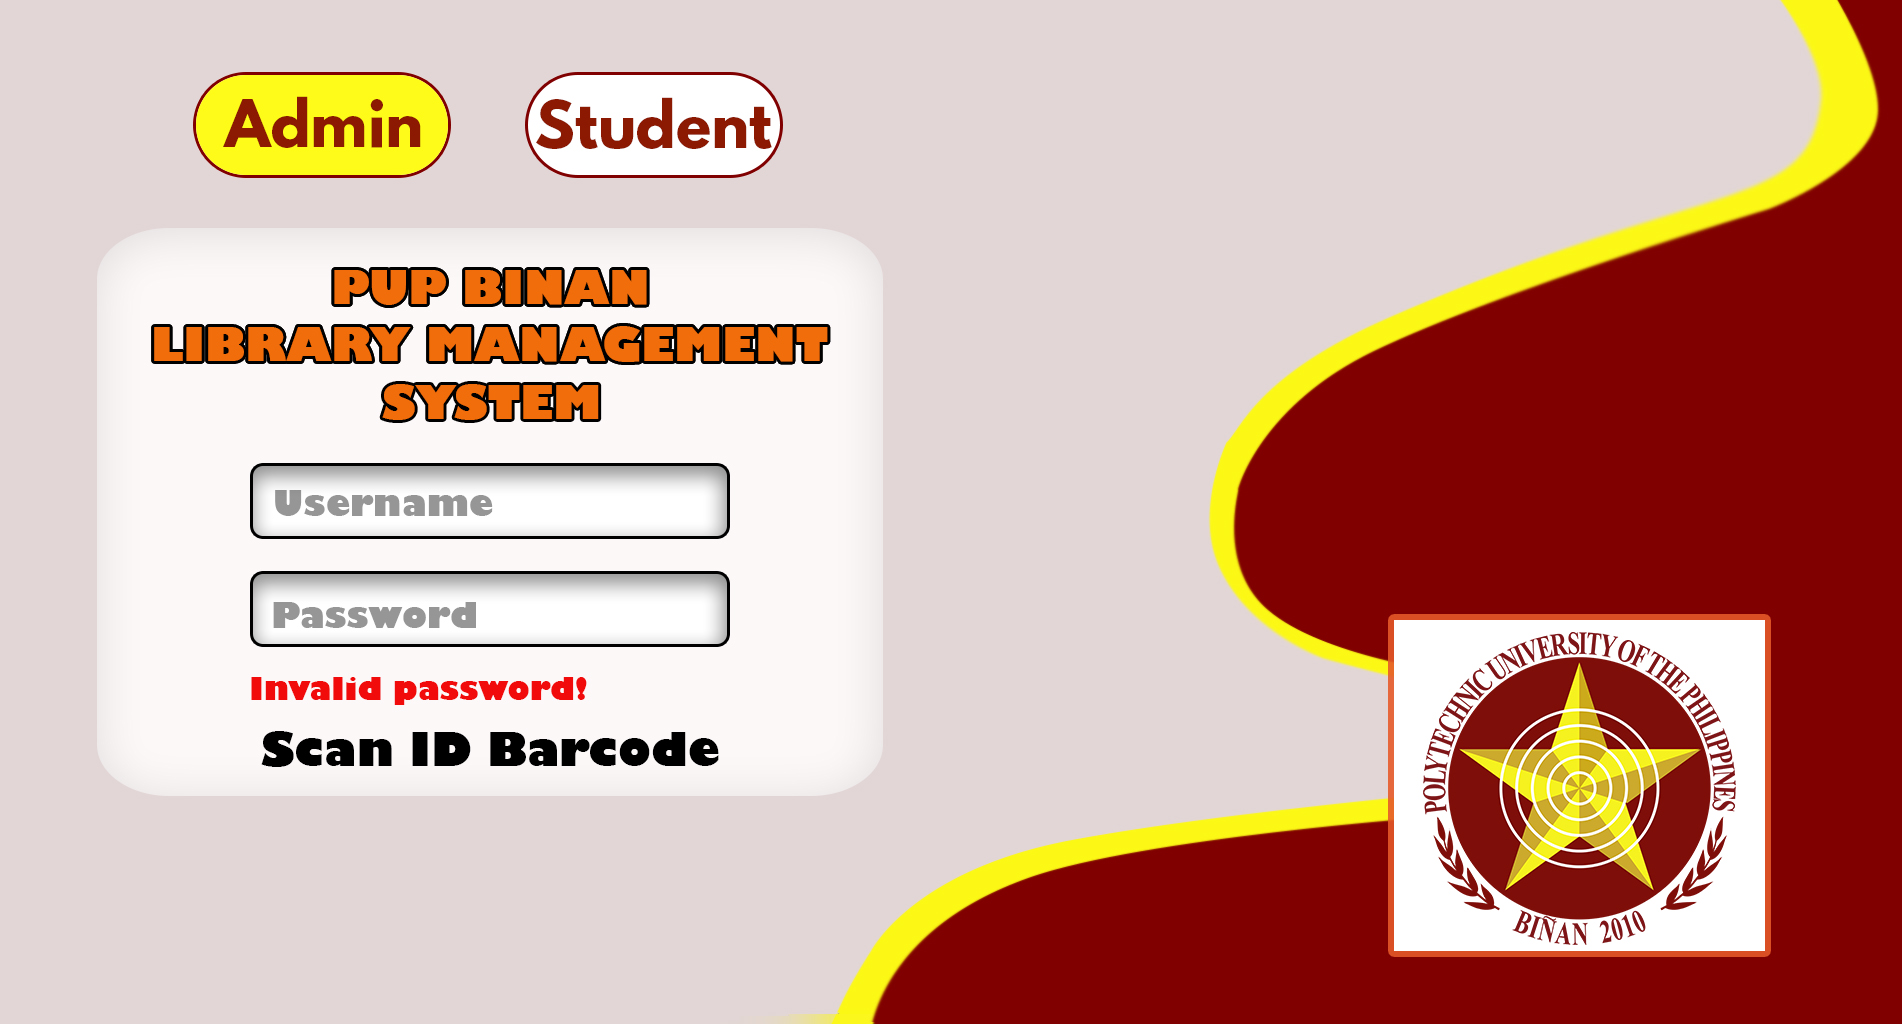 Admin
Student
PUP BINAN
LIBRARY MANAGEMENT
SYSTEM
Username
Password
Invalid password!
Scan ID Barcode
POLYTECHNIC UNIVERSITY OF THE PHILIPPINES
BIÑAN 2010